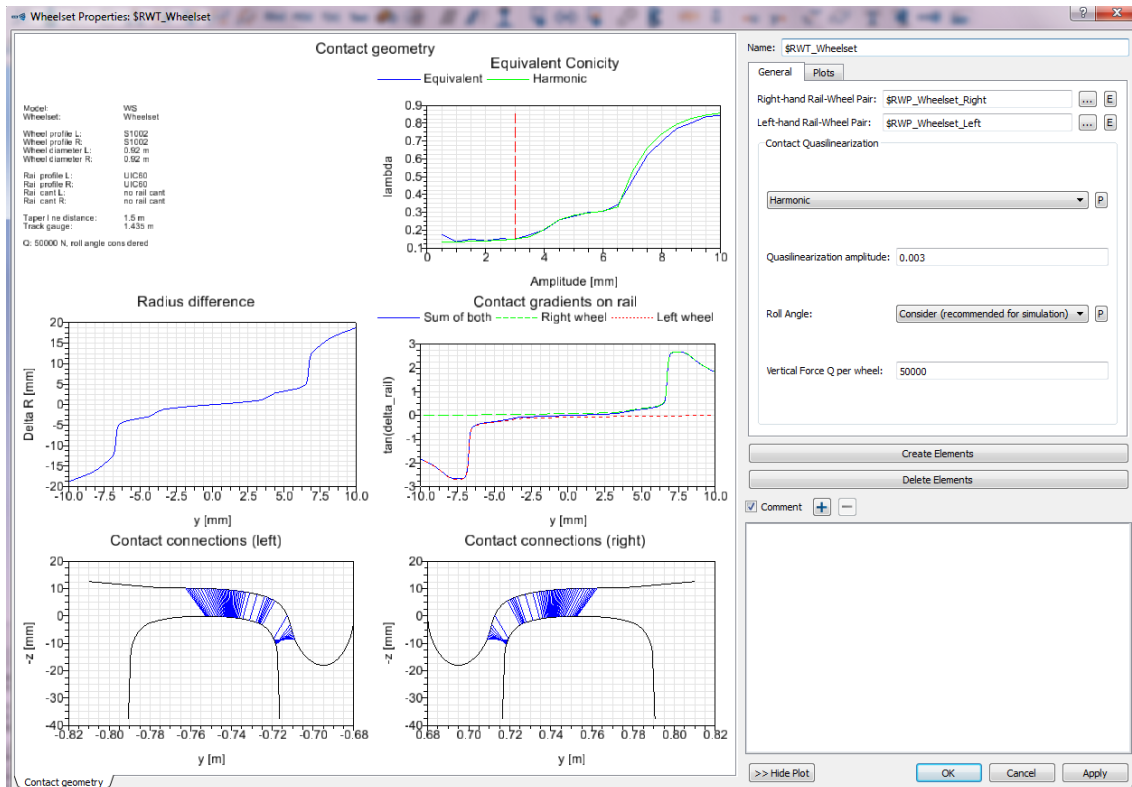 Wheelset Properties: $RWT_Wheelset
?
X
Contact geometry
Equivalent Conicity
Equivalent Harmonic
Model: WS
Wheelset: Wheelset
Wheel profile L: S1002
Wheel profile R: S1002
Wheel diameter L: 0.92 m
Wheel diameter R: 0.92 m
Rai profile L: UIC60
Rai profile R: UIC60
Rai cant L: no rail cant
Rai cant R: no rail cant
Taper l ne distance: 1.5 m
Track gauge: 1.435 m
Q: 50000 N, roll angle cons dered
lambda
0.9
0.8
0.7
0.6
0.5
0.4
0.3
0.2
0.1
0 2 4 6 8 10
Amplitude [mm]
Radius difference
Delta R [mm]
20
15
10
5
0
-5
-10
-15
-20
-10.0 -7.5 -5.0 -2.5 0.0 2.5 5.0 7.5 10.0
y [mm]
Contact gradients on rail
Sum of both Right wheel Left wheel
tan(delta_rail)
3
2
1
0
-1
-2
-3
-10.0 -7.5 -5.0 -2.5 0.0 2.5 5.0 7.5 10.0
y [mm]
Contact connections (left)
-z [mm]
20
10
0
-10
-20
-30
-40
-0.82 -0.80 -0.78 -0.76 -0.74 -0.72 -0.70 -0.68
y [m]
Contact connections (right)
-z [mm]
20
10
0
-10
-20
-30
-40
0.68 0.70 0.72 0.74 0.76 0.78 0.80 0.82
y [m]
Contact geometry
Name: $RWT_Wheelset
General Plots
Right-hand Rail-Wheel Pair: $RWP_Wheelset_Right ... E
Left-hand Rail-Wheel Pair: $RWP_Wheelset_Left ... E
Contact Quasilinearization
Harmonic P
Quasilinearization amplitude: 0.003
Roll Angle: Consider (recommended for simulation) P
Vertical Force Q per wheel: 50000
Create Elements
Delete Elements
Comment
>> Hide Plot OK Cancel Apply